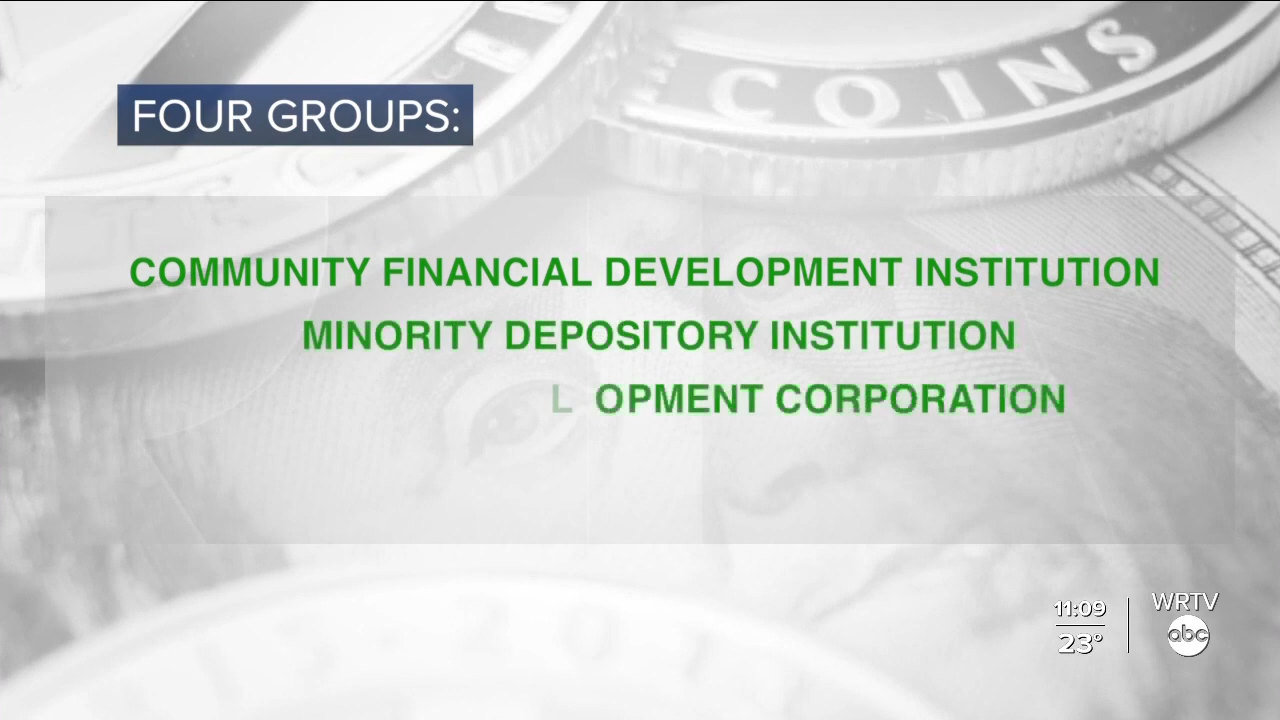 COINS
FOUR GROUPS:
COMMUNITY FINANCIAL DEVELOPMENT INSTITUTION
MINORITY DEPOSITORY INSTITUTION
L OPMENT CORPORATION
11:09
23°
WRTV
abc